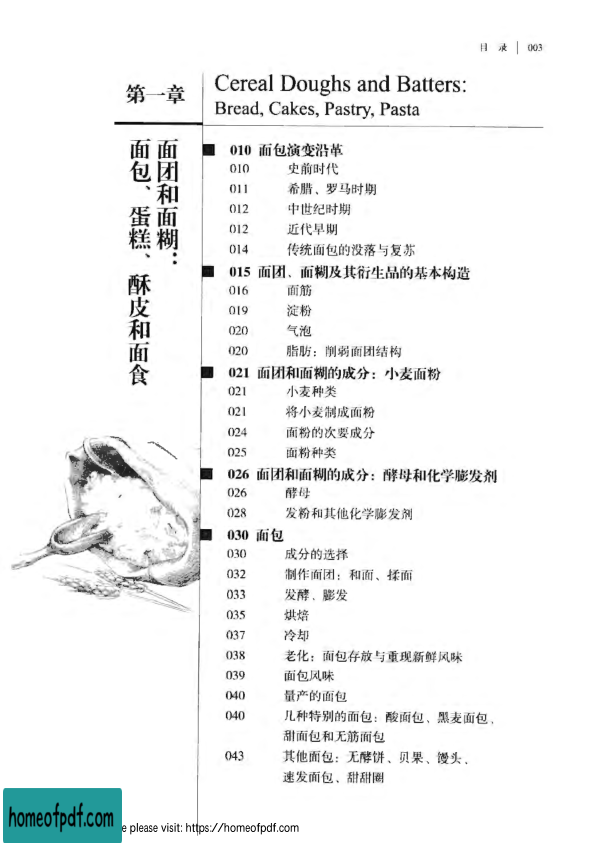 目 录 | 003
第一章
Cereal Doughs and Batters:
Bread, Cakes, Pastry, Pasta
面团和面糊：
面包、蛋糕、酥皮和面食
010 面包演变沿革
010 史前时代
011 希腊、罗马时期
012 中世纪时期
012 近代早期
014 传统面包的没落与复苏
015 面团、面糊及其衍生品的基本构造
016 面筋
019 淀粉
020 气泡
020 脂肪：削弱面团结构
021 面团和面糊的成分：小麦面粉
021 小麦种类
021 将小麦制成面粉
024 面粉的次要成分
025 面粉种类
026 面团和面糊的成分：酵母和化学膨发剂
026 酵母
028 发粉和其他化学膨发剂
030 面包
030 成分的选择
032 制作面团：和面、揉面
033 发酵、膨发
035 烘焙
037 冷却
038 老化：面包存放与重现新鲜风味
039 面包风味
040 量产的面包
040 几种特别的面包：酸面包、黑麦面包、
甜面包和无筋面包
043 其他面包：无酵饼、贝果、馒头、
速发面包、甜甜圈
homeofpdf.com
e please visit: https://homeofpdf.com